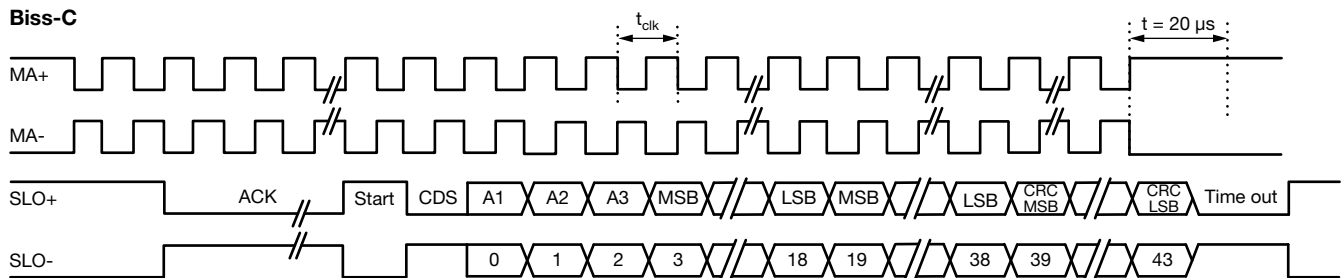 Biss-C
t_clk
t = 20 µs
MA+
MA-
SLO+ ACK Start CDS A1 A2 A3 MSB LSB MSB LSB CRC MSB CRC LSB Time out
SLO- 0 1 2 3 18 19 38 39 43